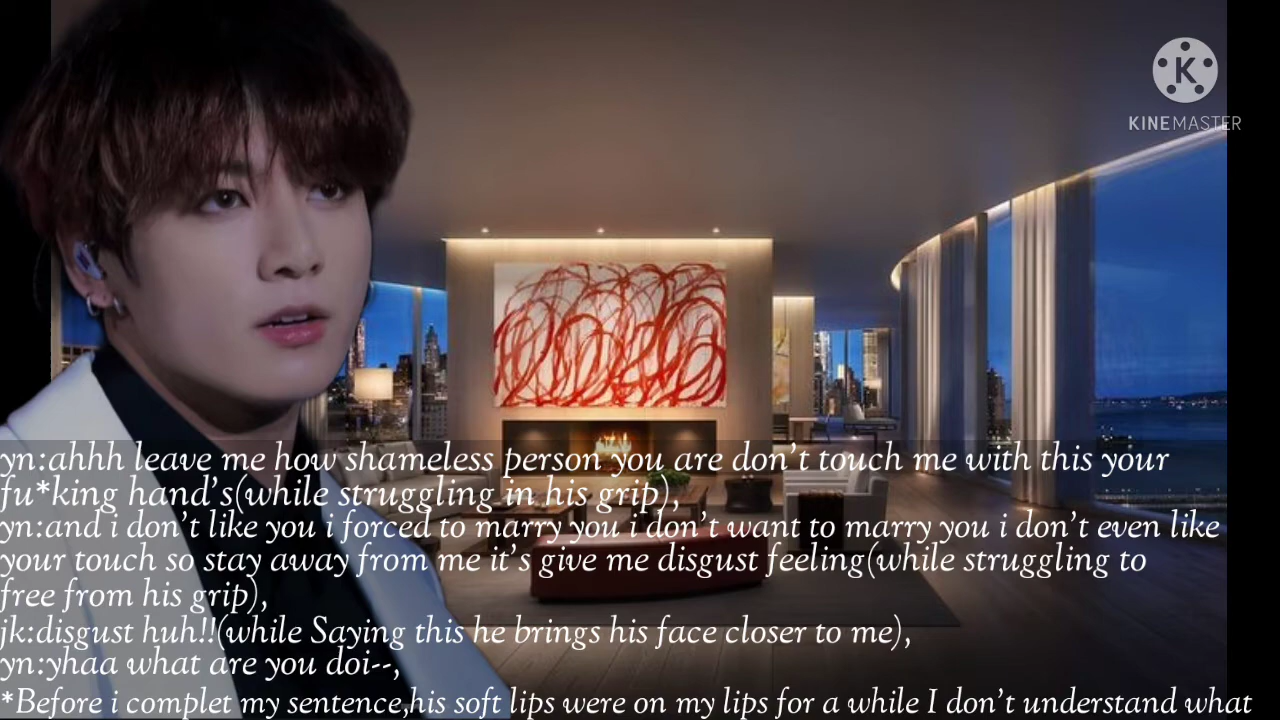 KINEMASTER
yn:ahhh leave me how shameless person you are don't touch me with this your
fu*king hand's(while struggling in his grip),
yn:and i don't like you i forced to marry you i don't want to marry you i don't even like
your touch so stay away from me it's give me disgust feeling(while struggling to
free from his grip),
jk:disgust huh!!(while Saying this he brings his face closer to me),
yn:yhaa what are you doi--,
*Before i complet my sentence,his soft lips were on my lips for a while I don't understand what